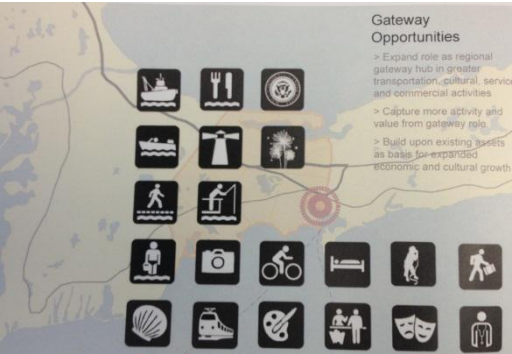 Gateway
Opportunities
> Expand role as regional
gateway hub in greater
transportation, cultural, service
and commercial activities
> Capture more activity and
value from gateway role
> Build upon existing assets
as basis for expanded
economic and cultural growth